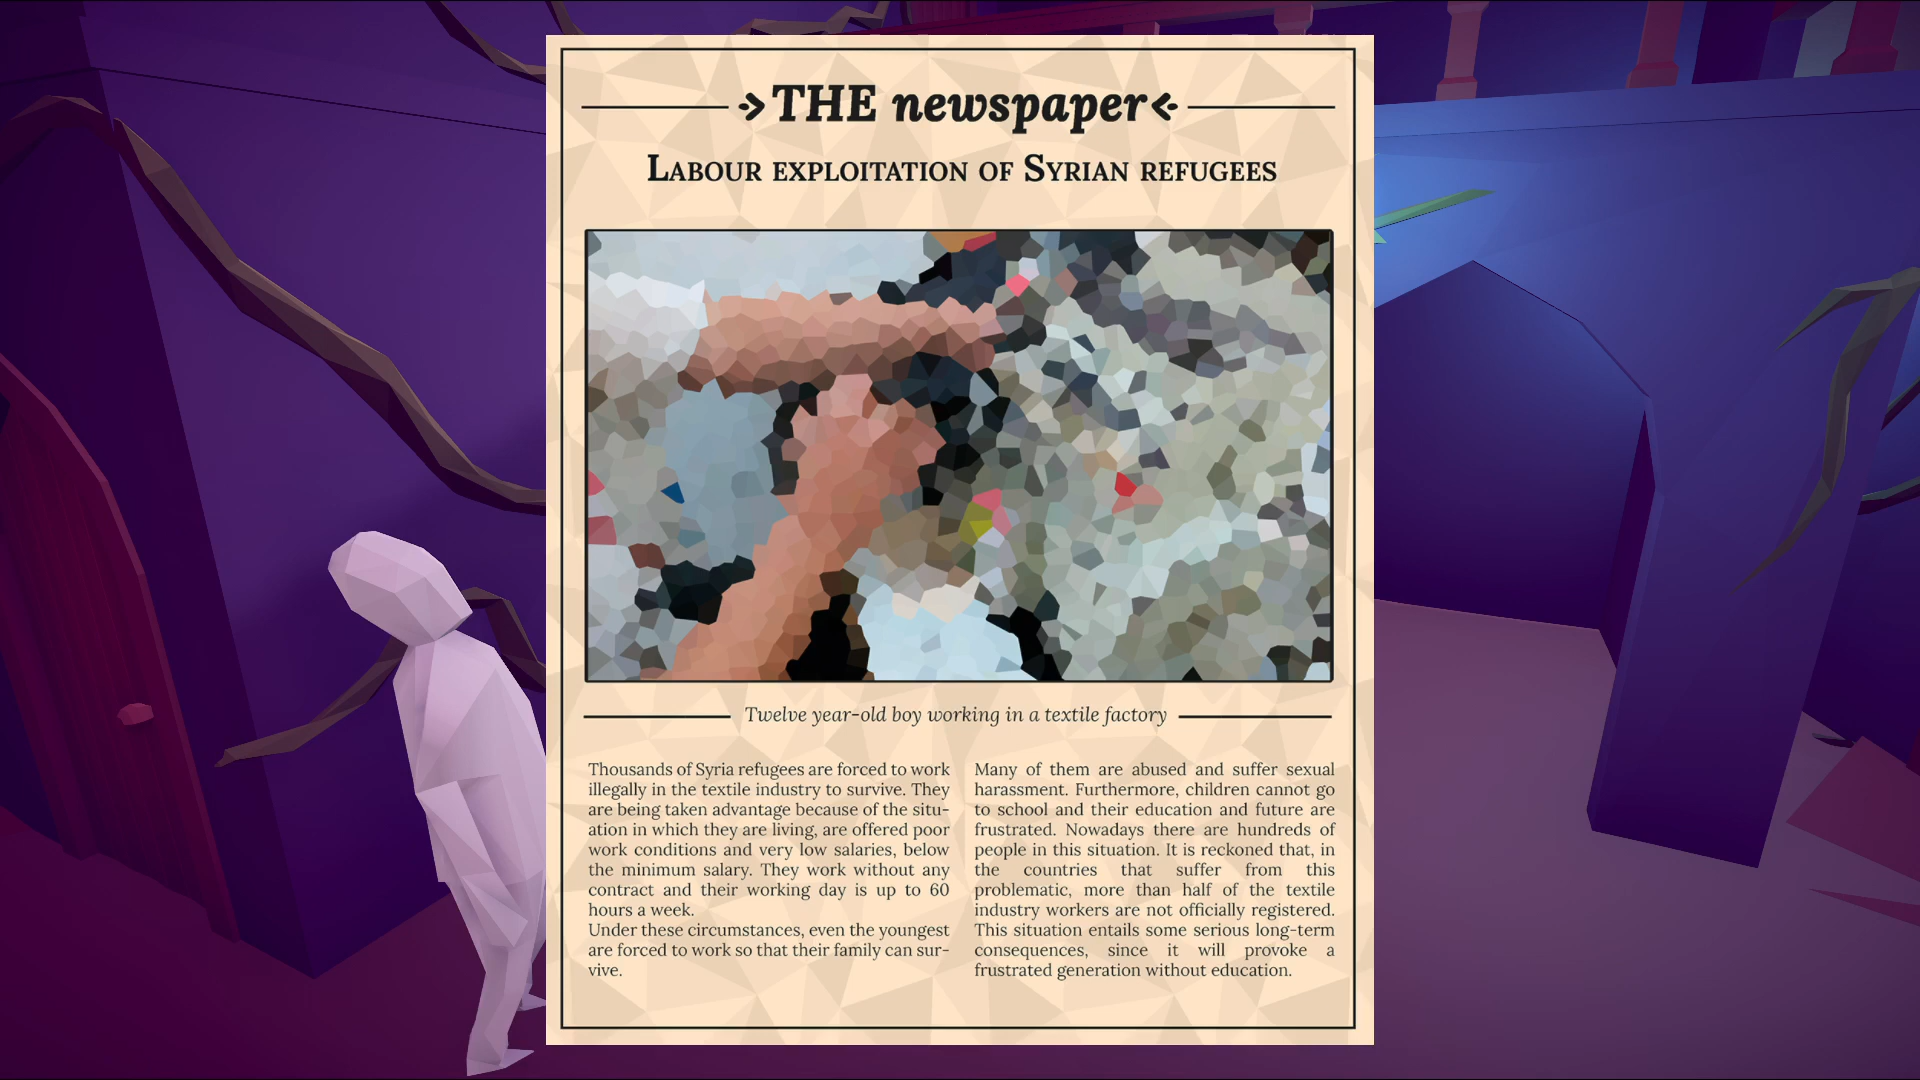 THE newspaper
LABOUR EXPLOITATION OF SYRIAN REFUGEES
Twelve year-old boy working in a textile factory
Thousands of Syria refugees are forced to work
illegally in the textile industry to survive. They
are being taken advantage because of the situ-
ation in which they are living, are offered poor
work conditions and very low salaries, below
the minimum salary. They work without any
contract and their working day is up to 60
hours a week.
Under these circumstances, even the youngest
are forced to work so that their family can sur-
vive.
Many of them are abused and suffer sexual
harassment. Furthermore, children cannot go
to school and their education and future are
frustrated. Nowadays there are hundreds of
people in this situation. It is reckoned that, in
the countries that suffer from this
problematic, more than half of the textile
industry workers are not officially registered.
This situation entails some serious long-term
consequences, since it will provoke a
frustrated generation without education.